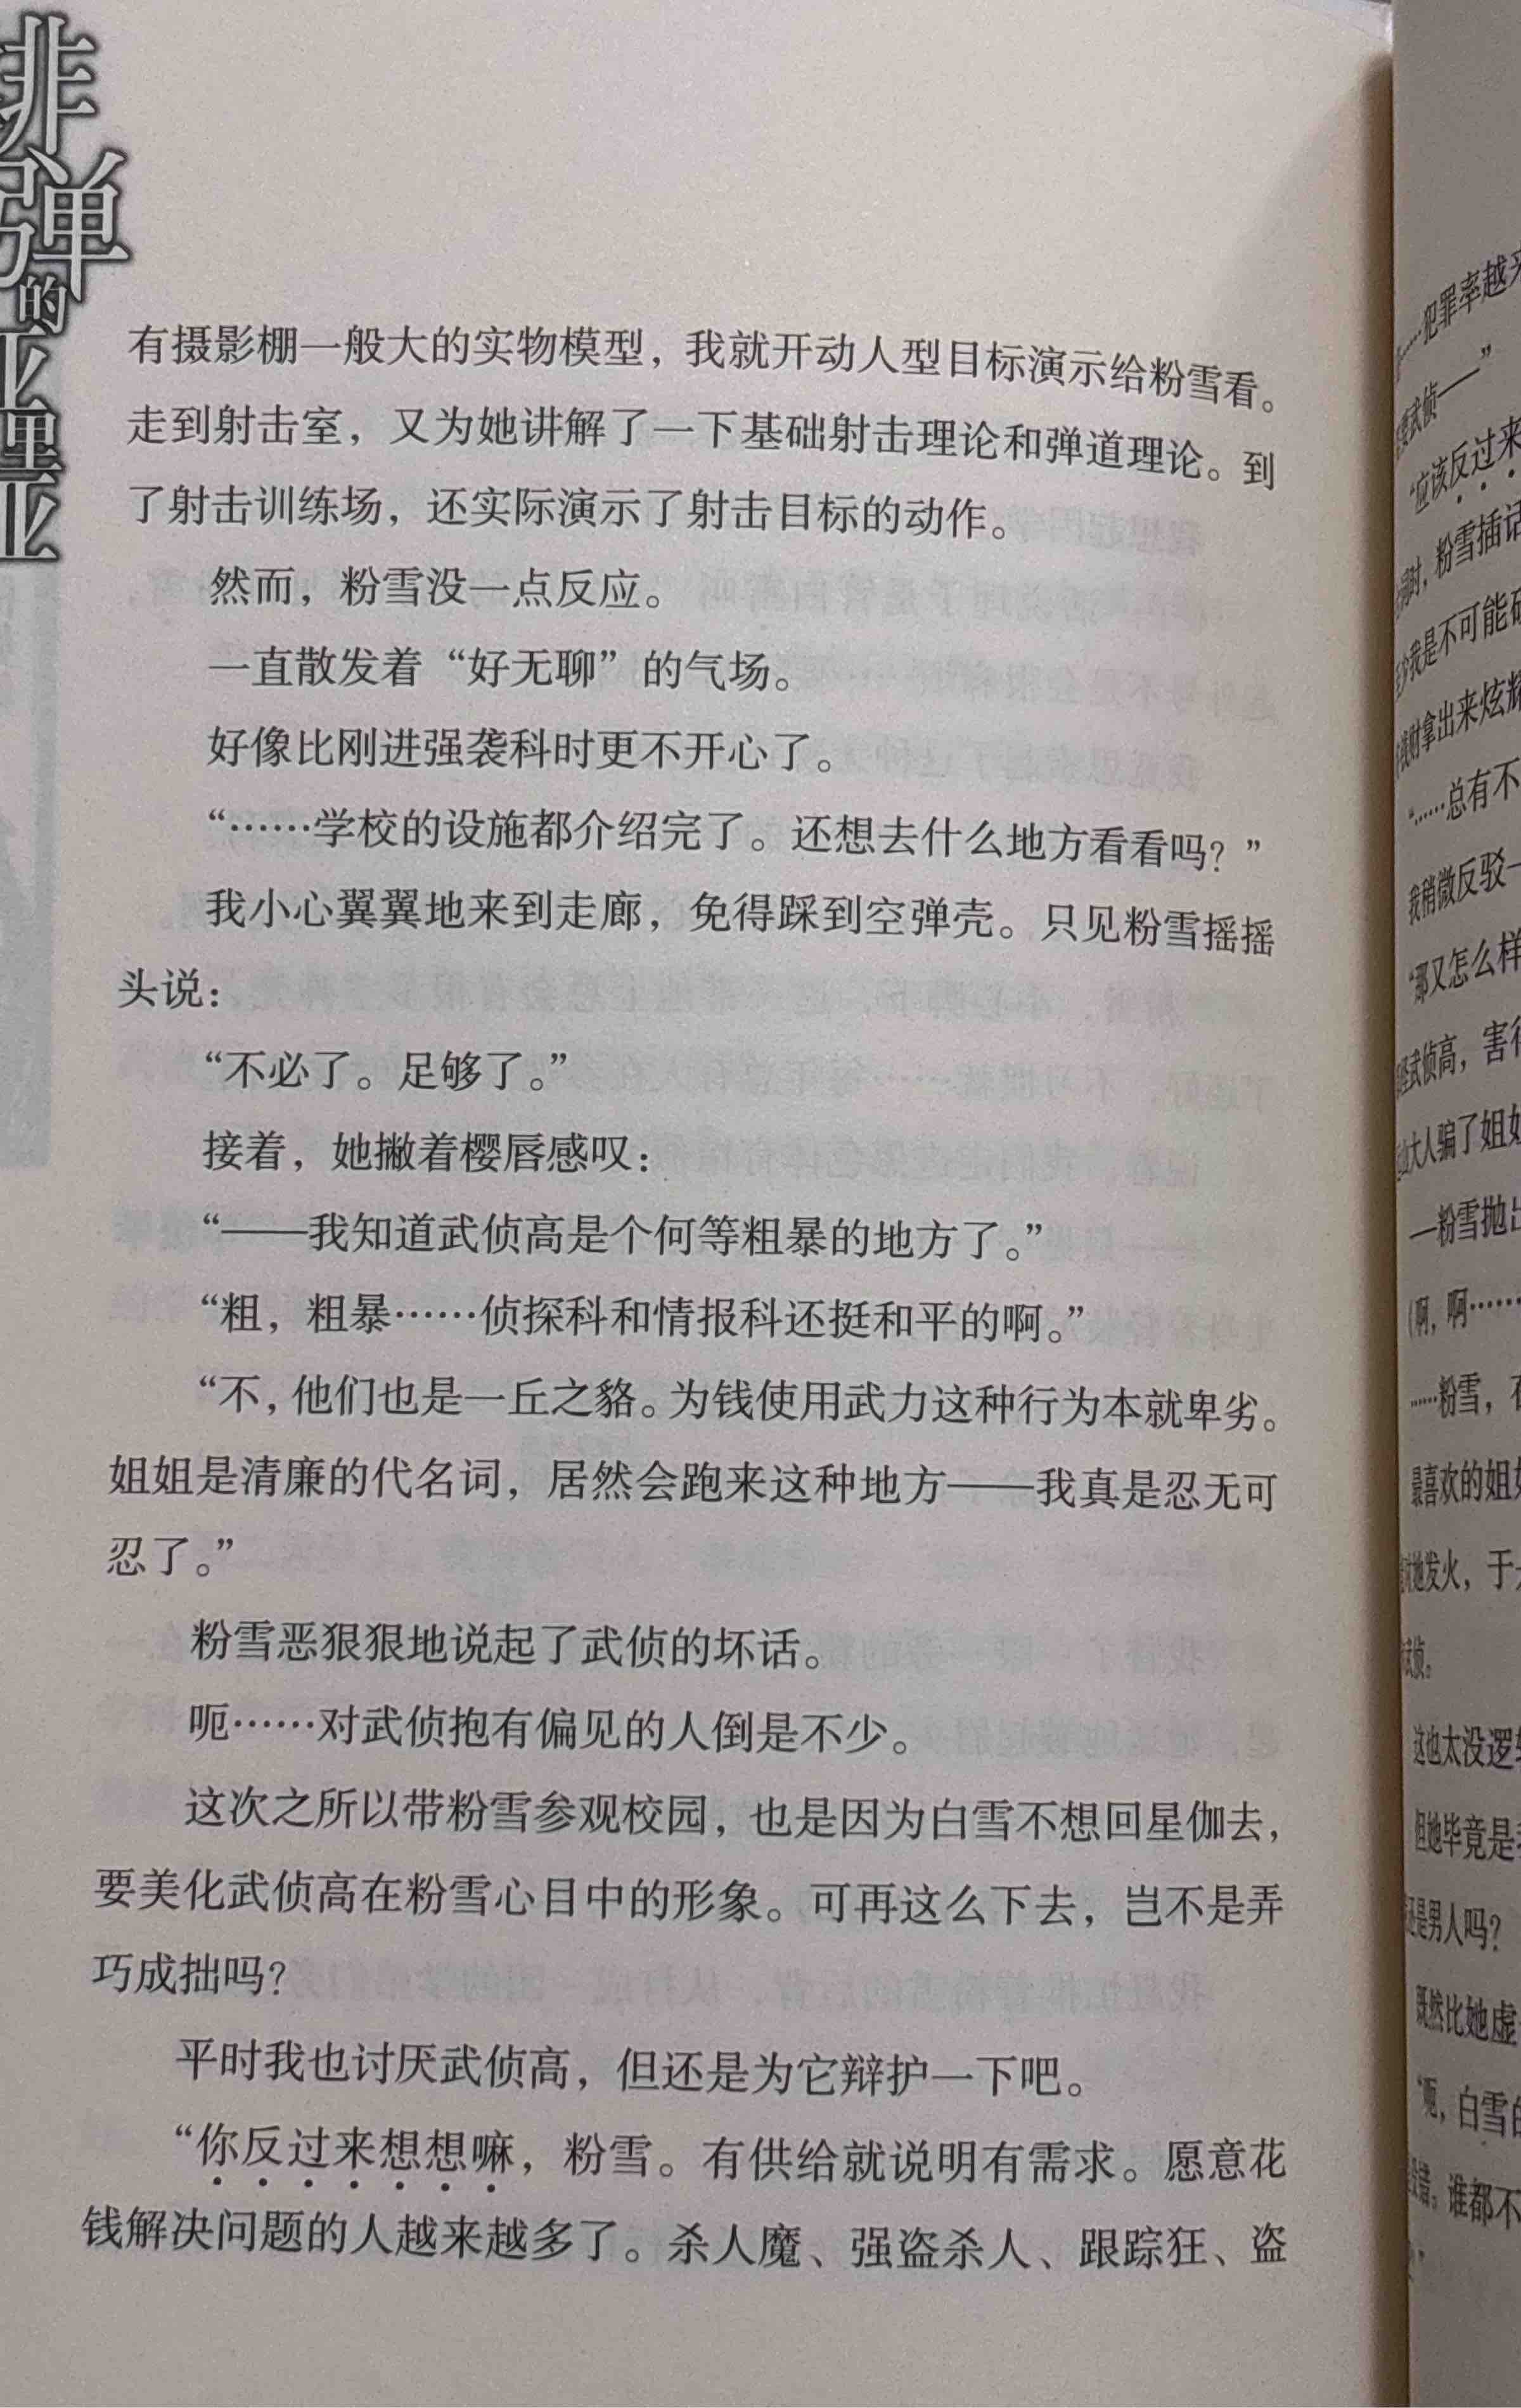 绯弹的亚里亚
有摄影棚一般大的实物模型，我就开动人型目标演示给粉雪看。
走到射击室，又为她讲解了一下基础射击理论和弹道理论。到
了射击训练场，还实际演示了射击目标的动作。
然而，粉雪没一点反应。
一直散发着“好无聊”的气场。
好像比刚进强袭科时更不开心了。
“……学校的设施都介绍完了。还想去什么地方看看吗？”
我小心翼翼地来到走廊，免得踩到空弹壳。只见粉雪摇摇
头说：
“不必了。足够了。”
接着，她撇着樱唇感叹：
“——我知道武侦高是个何等粗暴的地方了。”
“粗，粗暴……侦探科和情报科还挺和平的啊。”
“不，他们也是一丘之貉。为钱使用武力这种行为本就卑劣。
姐姐是清廉的代名词，居然会跑来这种地方——我真是忍无可
忍了。”
粉雪恶狠狠地说起了武侦的坏话。
呃……对武侦抱有偏见的人倒是不少。
这次之所以带粉雪参观校园，也是因为白雪不想回星伽去，
要美化武侦高在粉雪心目中的形象。可再这么下去，岂不是弄
巧成拙吗？
平时我也讨厌武侦高，但还是为它辩护一下吧。
“你反过来想想嘛，粉雪。有供给就说明有需求。愿意花
钱解决问题的人越来越多了。杀人魔、强盗杀人、跟踪狂、盗
……犯罪率越来
武侦——”
“应该反过来
时，粉雪插话
我是不可能
拿出来炫耀
“……总有不
我稍微反驳一
“那又怎么样
武侦高，害得
大人骗了姐姐
—粉雪抛出
（啊，啊……
……粉雪，
最喜欢的姐姐
她发火，于
武侦。
这也太没逻辑
但她毕竟是
还是男人吗？
既然比她虚
“呃，白雪的
错。谁都不